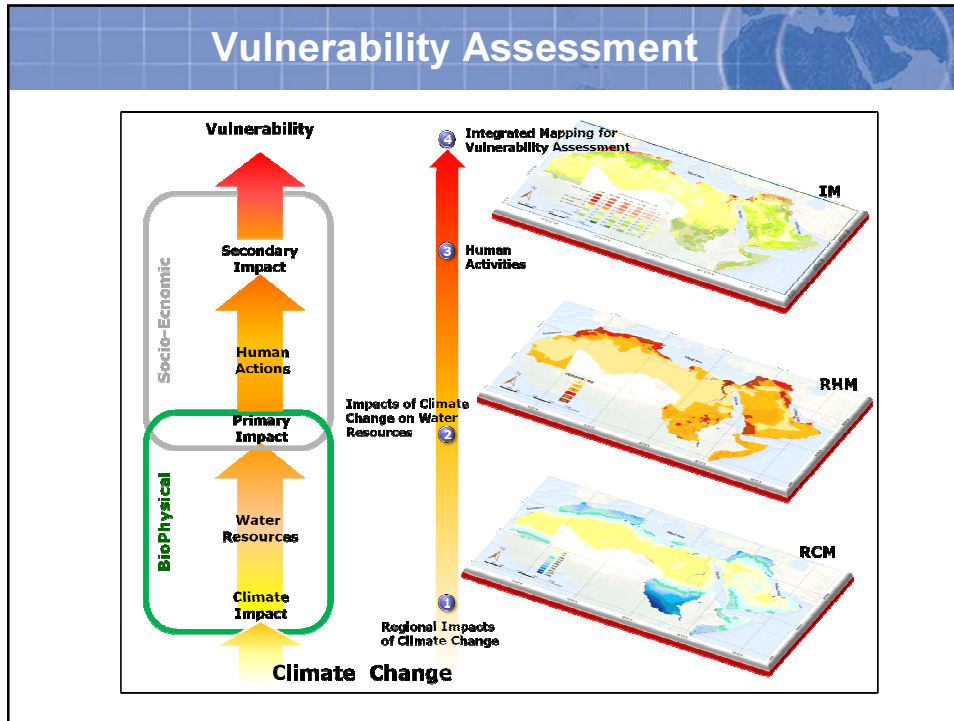 Vulnerability Assessment
Vulnerability
Secondary
Impact
Human
Actions
Primary
Impact
Water
Resources
Climate
Impact
Climate Change
Socio-Ecnomic
BioPhysical
4
Integrated Mapping for
Vulnerability Assessment
3
Human
Activities
Impacts of Climate
Change on Water
Resources
2
1
Regional Impacts
of Climate Change
IM
RHM
RCM